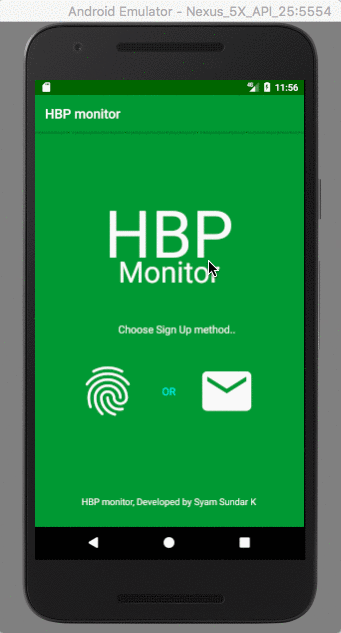 Android Emulator - Nexus_5X_API_25:5554
4G 11:56
HBP monitor
HBP
Monitor
Choose Sign Up method..
OR
HBP monitor, Developed by Syam Sundar K